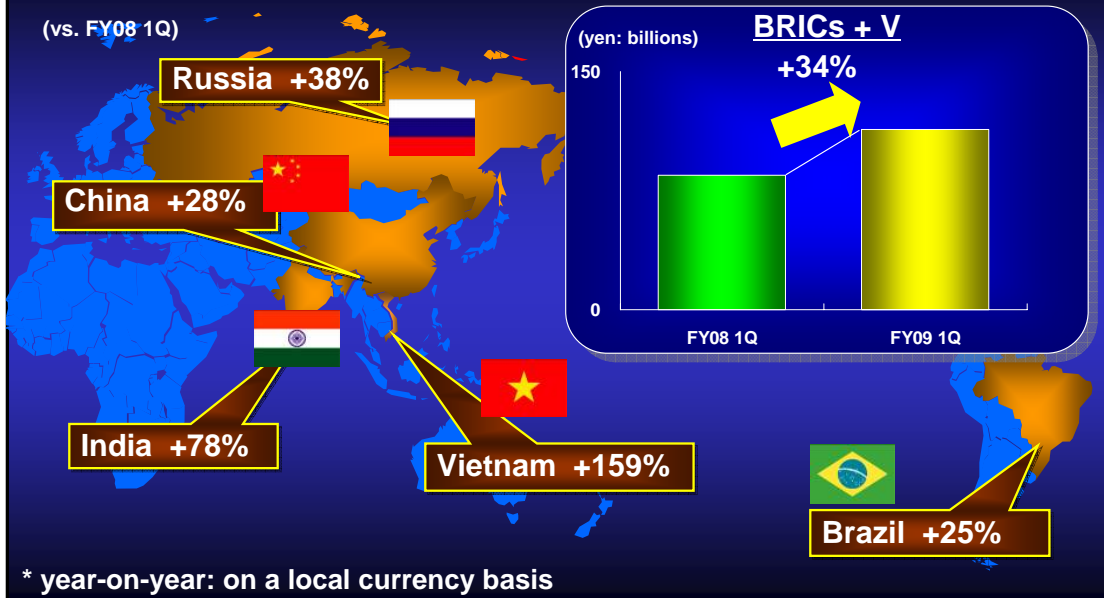 (vs. FY08 1Q)
Russia +38%
China +28%
India +78%
Vietnam +159%
Brazil +25%
BRICs + V
(yen: billions)
+34%
150
0
FY08 1Q
FY09 1Q
* year-on-year: on a local currency basis